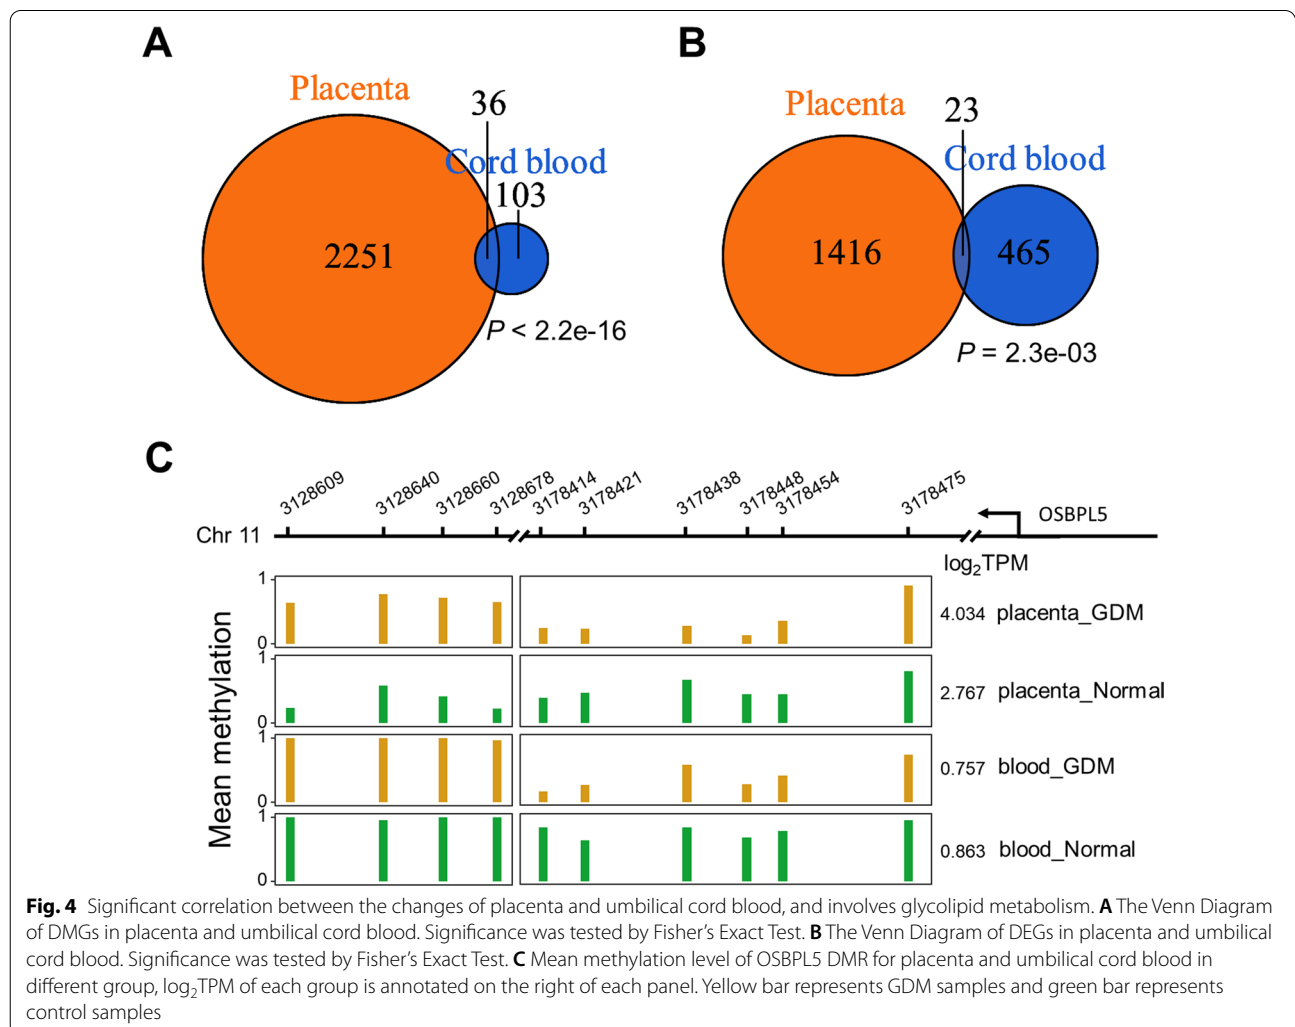 A
B
Placenta
36
Cord blood
103
2251
P < 2.2e-16
Placenta
23
Cord blood
1416
465
P = 2.3e-03
C
3128609
3128640
3128660
3128678
3178414
3178421
3178438
3178448
3178454
3178475
Chr 11
OSBPL5
log₂TPM
Mean methylation
1
0
4.034 placenta_GDM
1
0
2.767 placenta_Normal
1
0
0.757 blood_GDM
1
0
0.863 blood_Normal
Fig. 4 Significant correlation between the changes of placenta and umbilical cord blood, and involves glycolipid metabolism. A The Venn Diagram
of DMGs in placenta and umbilical cord blood. Significance was tested by Fisher's Exact Test. B The Venn Diagram of DEGs in placenta and umbilical
cord blood. Significance was tested by Fisher's Exact Test. C Mean methylation level of OSBPL5 DMR for placenta and umbilical cord blood in
different group, log₂TPM of each group is annotated on the right of each panel. Yellow bar represents GDM samples and green bar represents
control samples